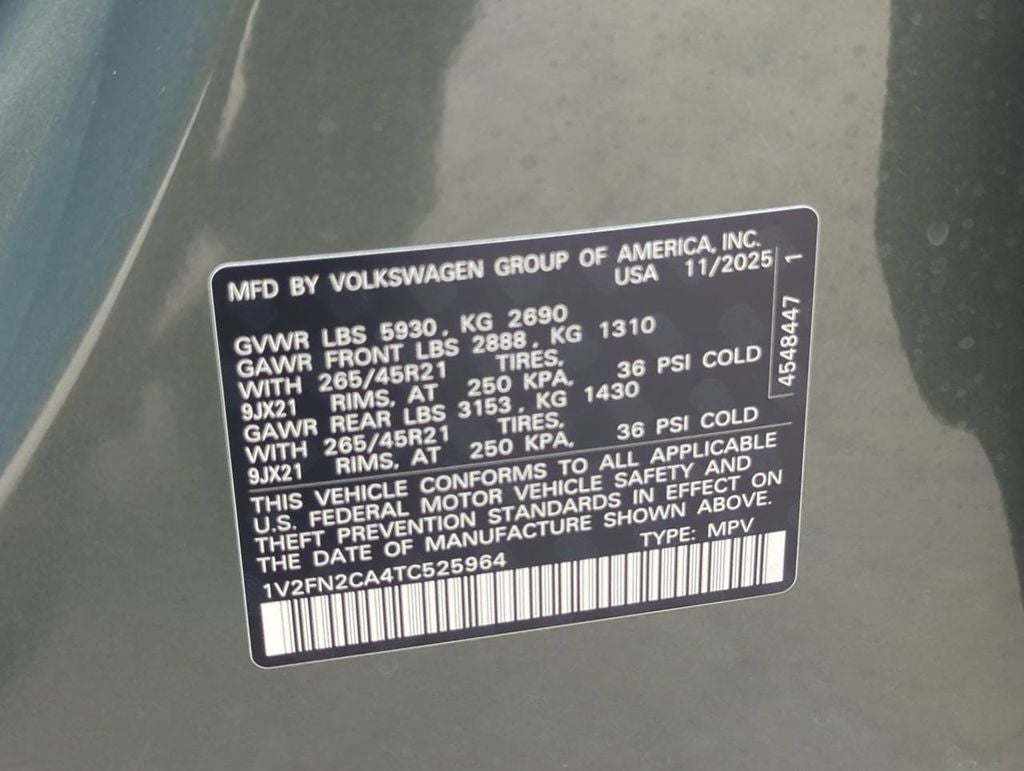 MFD BY VOLKSWAGEN GROUP OF AMERICA, INC.
USA 11/2025
GVWR LBS 5930, KG 2690
GAWR FRONT LBS 2888, KG 1310
WITH 265/45R21 TIRES,
9JX21 RIMS, AT 250 KPA, 36 PSI COLD
GAWR REAR LBS 3153, KG 1430
WITH 265/45R21 TIRES,
9JX21 RIMS, AT 250 KPA, 36 PSI COLD
THIS VEHICLE CONFORMS TO ALL APPLICABLE
U.S. FEDERAL MOTOR VEHICLE SAFETY AND
THEFT PREVENTION STANDARDS IN EFFECT ON
THE DATE OF MANUFACTURE SHOWN ABOVE.
1V2FN2CA4TC525964 TYPE: MPV
4548447 1